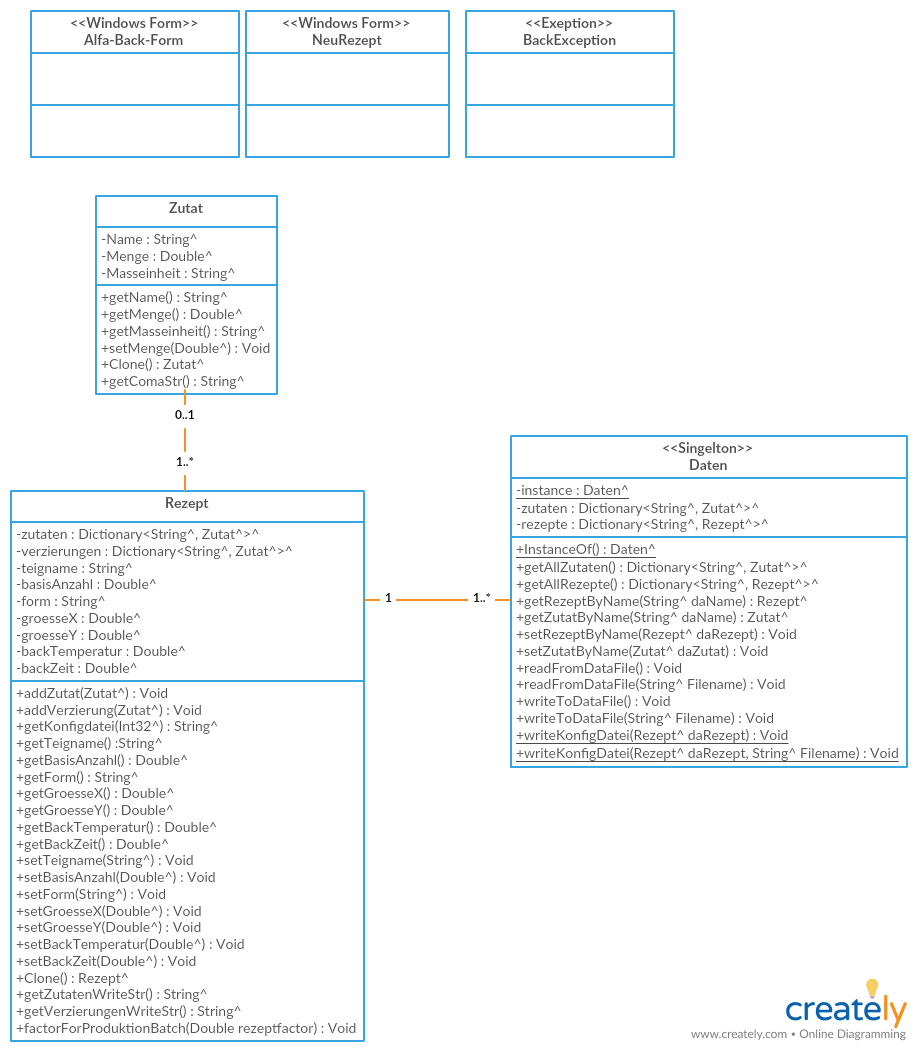 <<Windows Form>>
Alfa-Back-Form
<<Windows Form>>
NeuRezept
<<Exeption>>
BackException
Zutat
-Name : String^
-Menge : Double^
-Masseinheit : String^
+getName() : String^
+getMenge() : Double^
+getMasseinheit() : String^
+setMenge(Double^) : Void
+Clone() : Zutat^
+getComaStr() : String^
0..1
1..*
Rezept
-zutaten : Dictionary<String^, Zutat^>^
-verzierungen : Dictionary<String^, Zutat^>^
-teigname : String^
-basisAnzahl : Double^
-form : String^
-groesseX : Double^
-groesseY : Double^
-backTemperatur : Double^
-backZeit : Double^
+addZutat(Zutat^) : Void
+addVerzierung(Zutat^) : Void
+getKonfigdatei(Int32^) : String^
+getTeigname() :String^
+getBasisAnzahl() : Double^
+getForm() : String^
+getGroesseX() : Double^
+getGroesseY() : Double^
+getBackTemperatur() : Double^
+getBackZeit() : Double^
+setTeigname(String^) : Void
+setBasisAnzahl(Double^) : Void
+setForm(String^) : Void
+setGroesseX(Double^) : Void
+setGroesseY(Double^) : Void
+setBackTemperatur(Double^) : Void
+setBackZeit(Double^) : Void
+Clone() : Rezept^
+getZutatenWriteStr() : String^
+getVerzierungenWriteStr() : String^
+factorForProduktionBatch(Double rezeptfactor) : Void
1
1..*
<<Singelton>>
Daten
-instance : Daten^
-zutaten : Dictionary<String^, Zutat^>^
-rezepte : Dictionary<String^, Rezept^>^
+InstanceOf() : Daten^
+getAllZutaten() : Dictionary<String^, Zutat^>^
+getAllRezepte() : Dictionary<String^, Rezept^>^
+getRezeptByName(String^ daName) : Rezept^
+getZutatByName(String^ daName) : Zutat^
+setRezeptByName(Rezept^ daRezept) : Void
+setZutatByName(Zutat^ daZutat) : Void
+readFromDataFile() : Void
+readFromDataFile(String^ Filename) : Void
+writeToDataFile() : Void
+writeToDataFile(String^ Filename) : Void
+writeKonfigDatei(Rezept^ daRezept) : Void
+writeKonfigDatei(Rezept^ daRezept, String^ Filename) : Void
creately
www.creately.com • Online Diagramming